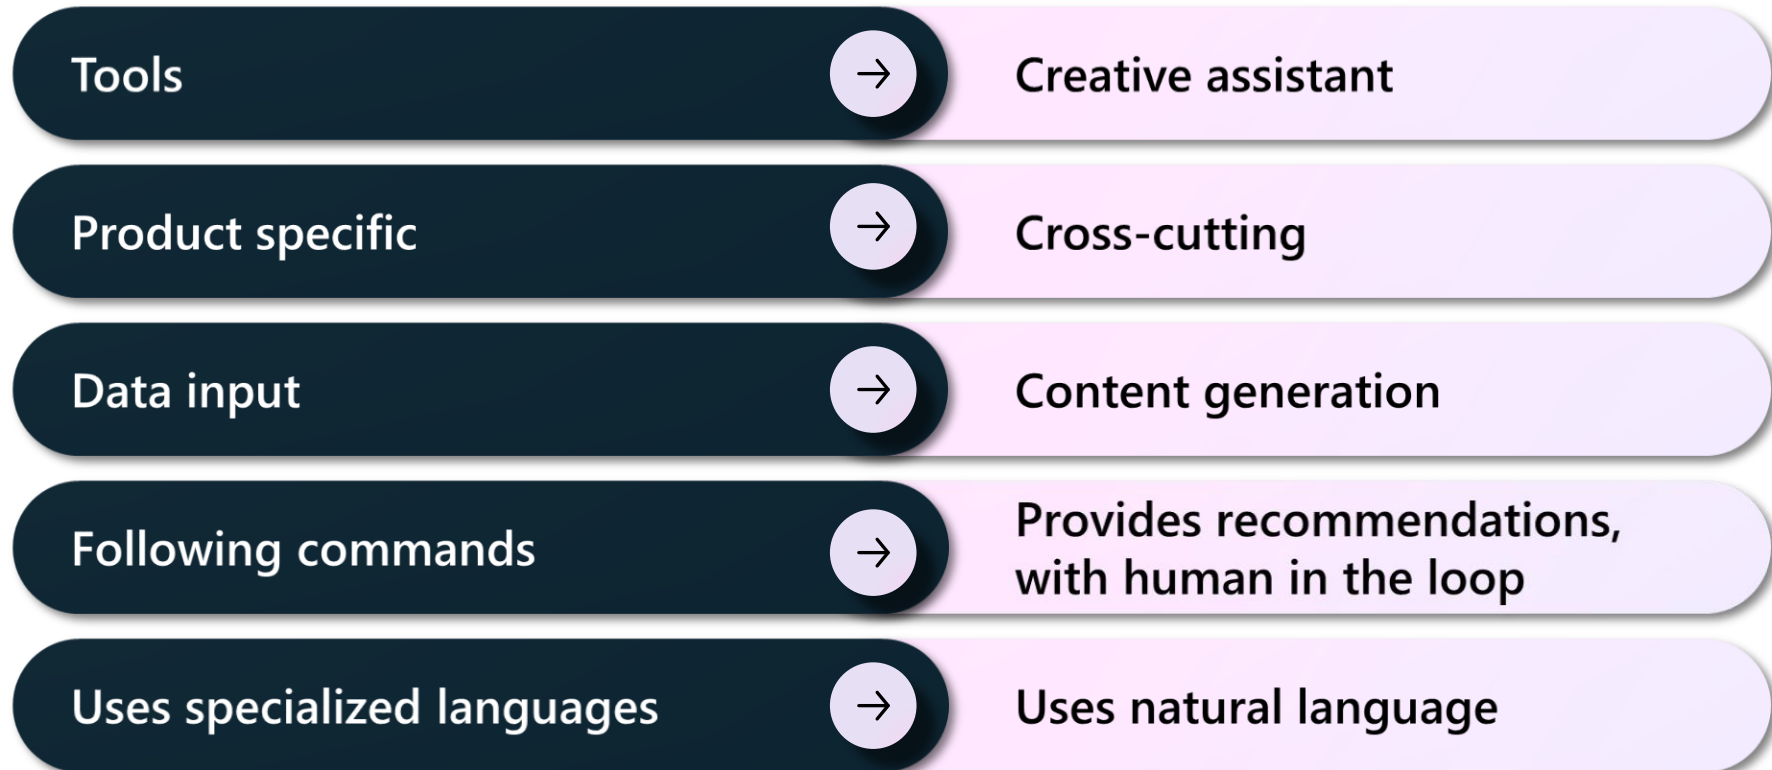 Tools
Creative assistant
Product specific
Cross-cutting
Data input
Content generation
Following commands
Provides recommendations,
with human in the loop
Uses specialized languages
Uses natural language